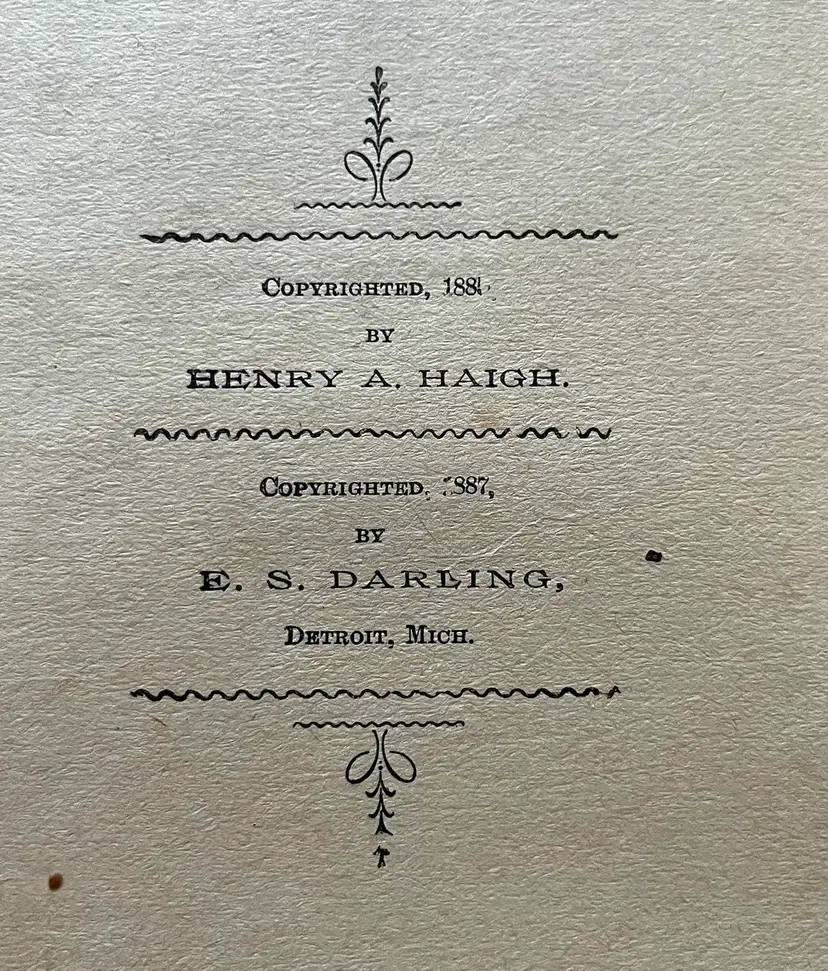 COPYRIGHTED,
BY
HENRY A. HAIGH.
COPYRIGHTED, 1887,
BY
E. S. DARLING,
DETROIT, MICH.